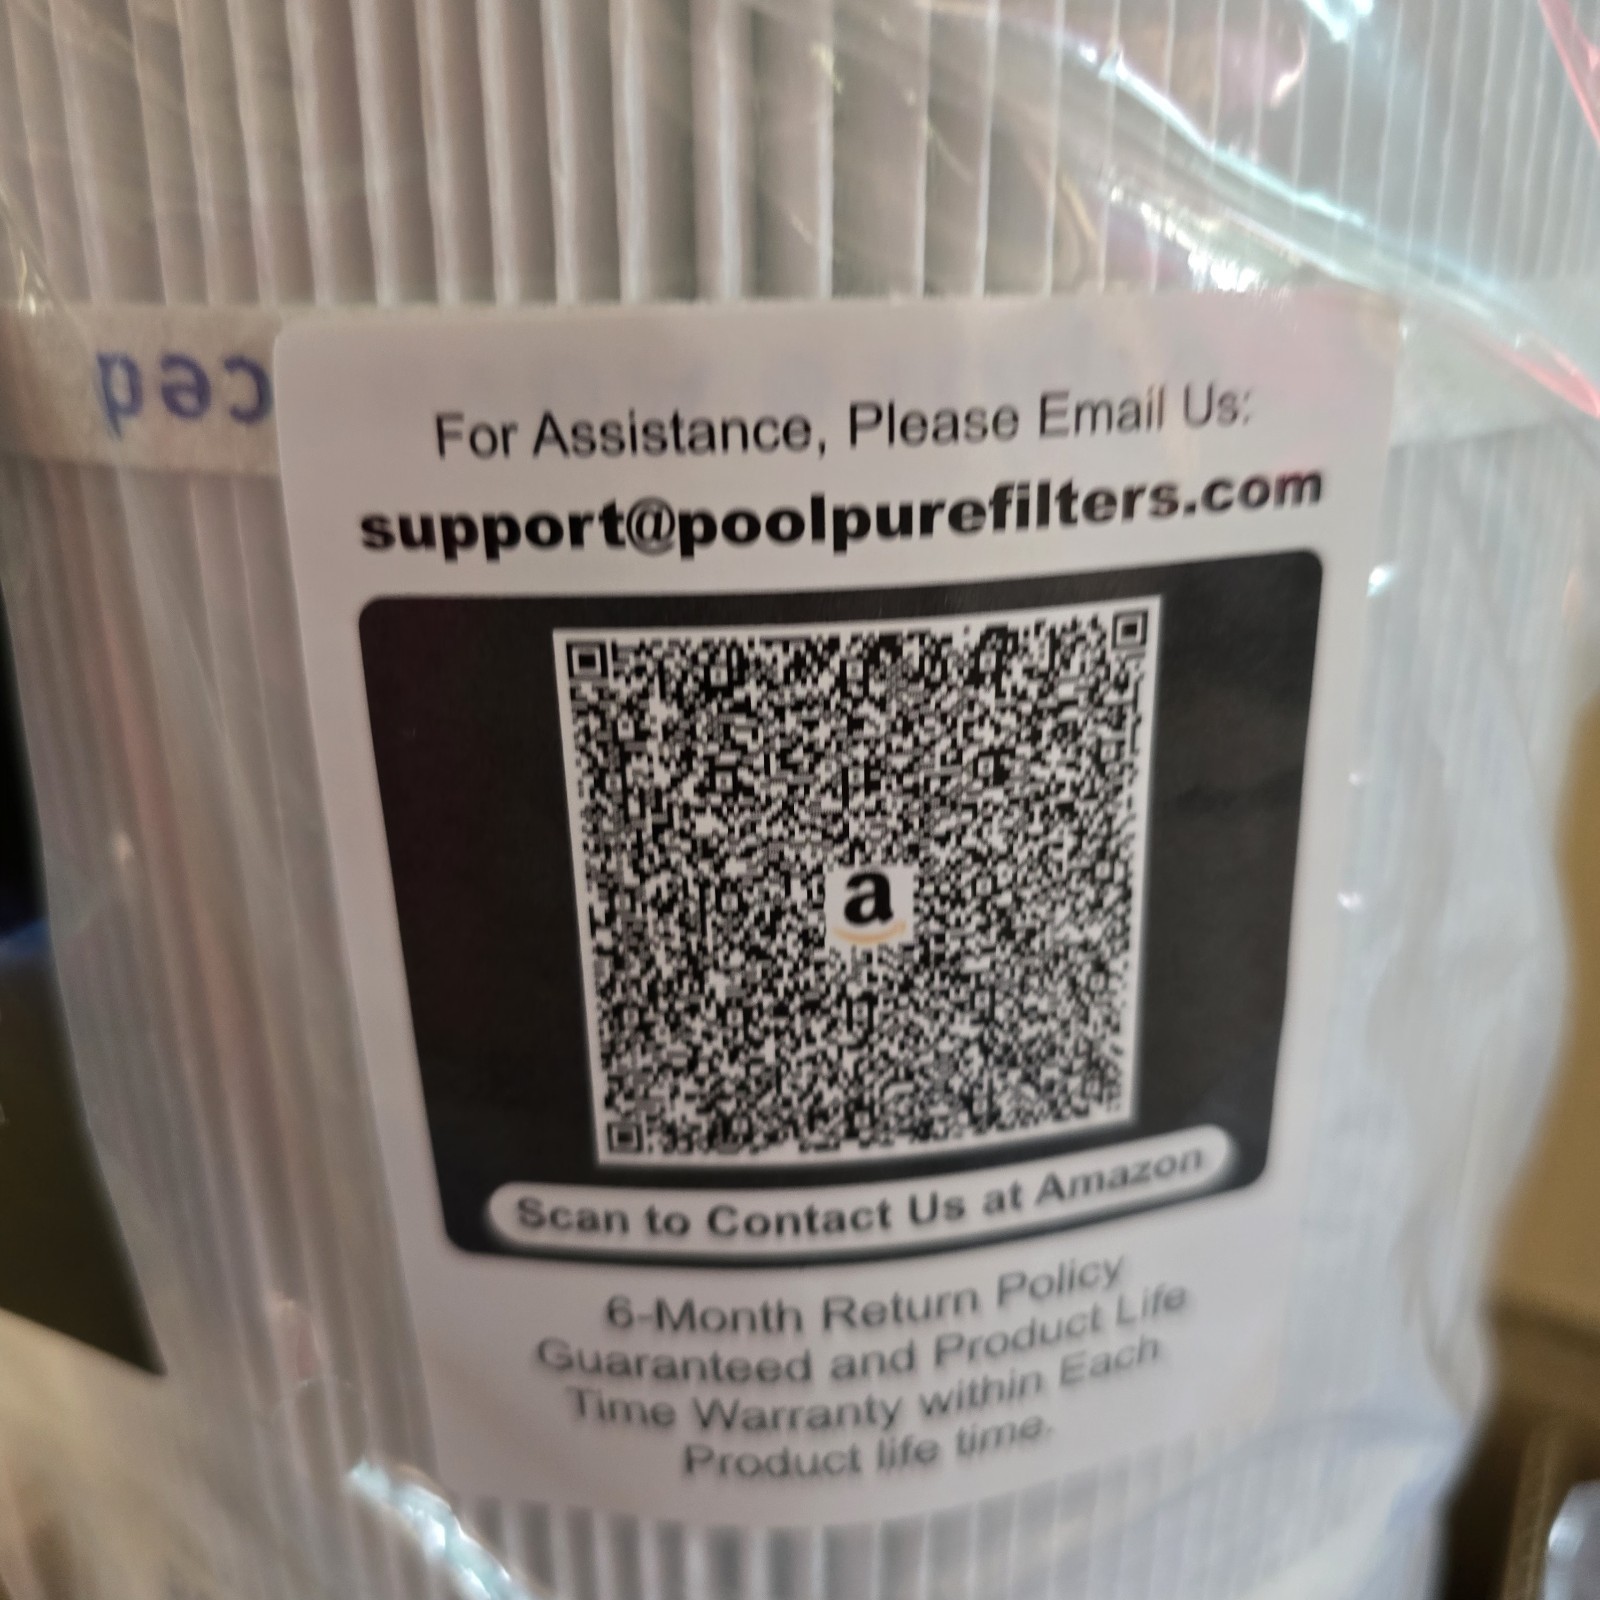 ced
For Assistance, Please Email Us:
support@poolpurefilters.com
a
Scan to Contact Us at Amazon
6-Month Return Policy
Guaranteed and Product Life
Time Warranty within Each
Product life time.